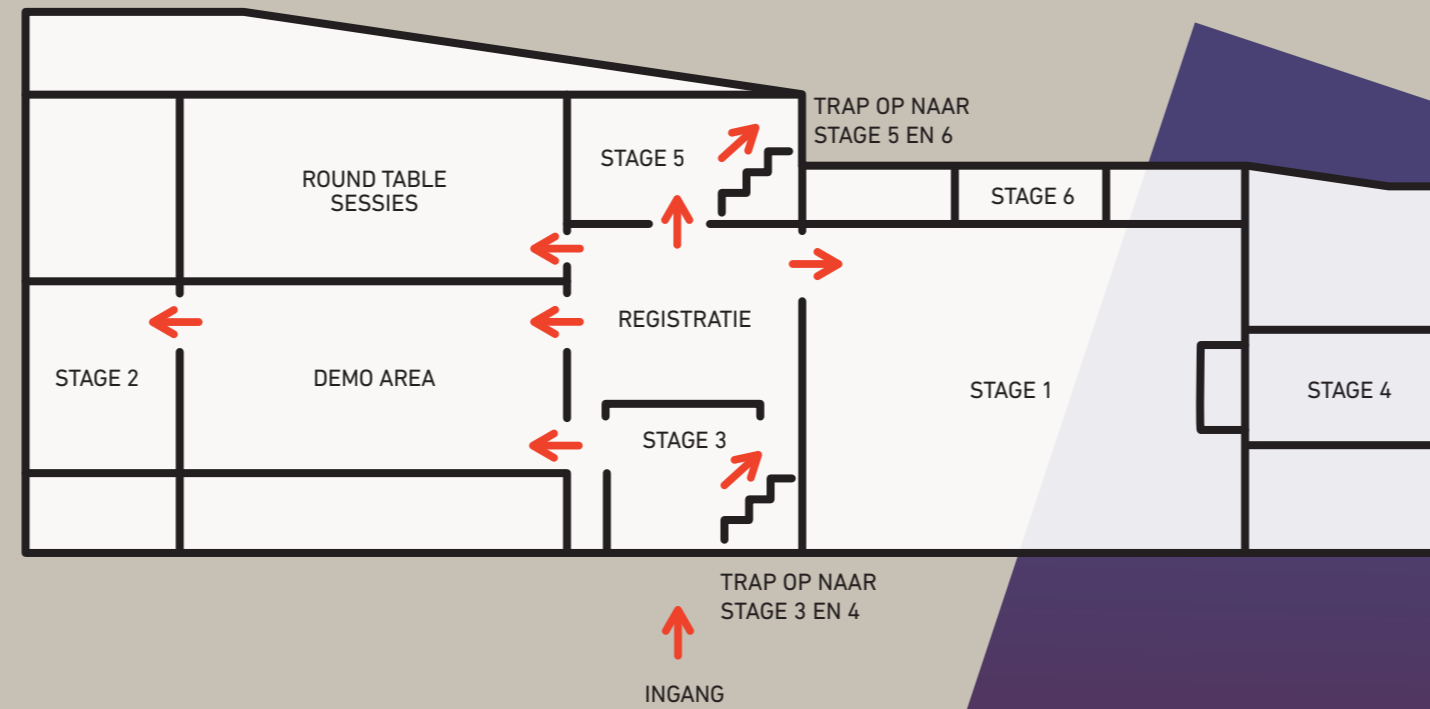 TRAP OP NAAR
STAGE 5 EN 6
STAGE 5
ROUND TABLE
SESSIES
STAGE 6
REGISTRATIE
STAGE 2
DEMO AREA
STAGE 1
STAGE 4
STAGE 3
TRAP OP NAAR
STAGE 3 EN 4
INGANG